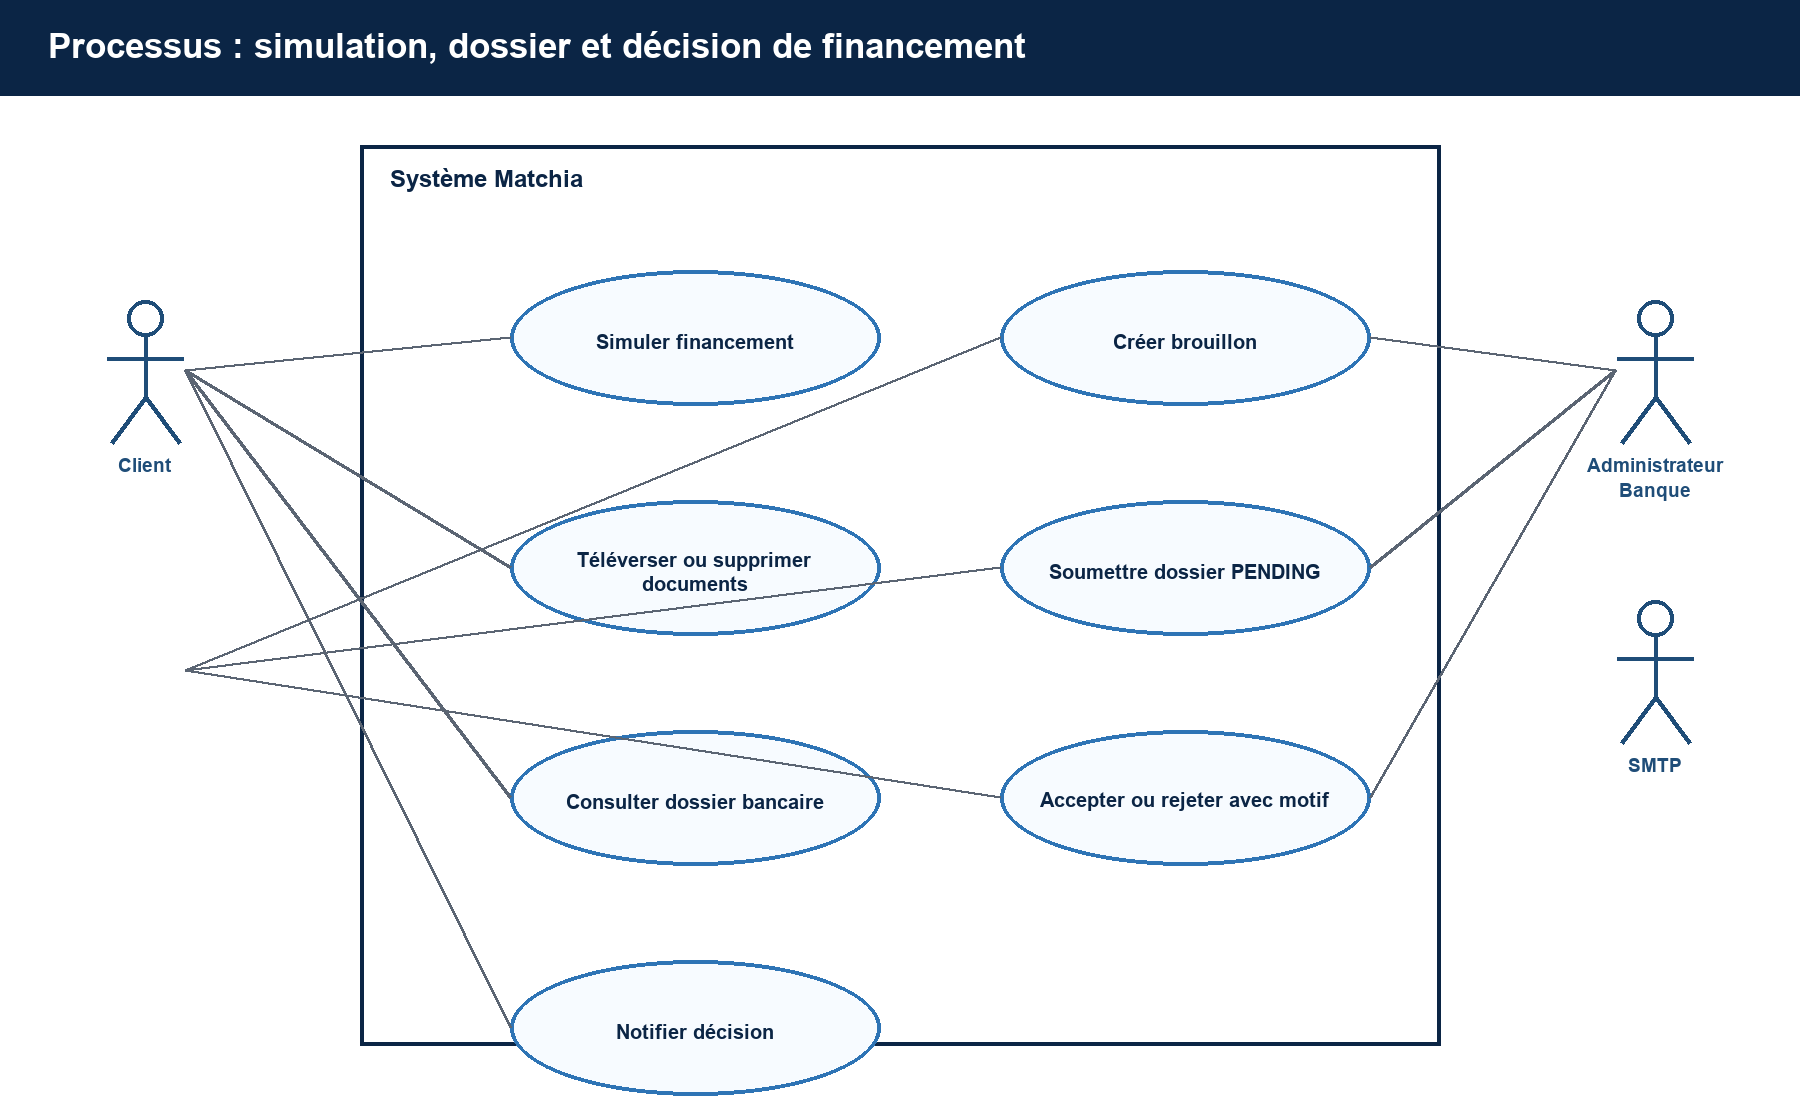 Processus : simulation, dossier et décision de financement
Système Matchia
Simuler financement
Créer brouillon
Client
Administrateur
Banque
Téléverser ou supprimer
documents
Soumettre dossier PENDING
SMTP
Consulter dossier bancaire
Accepter ou rejeter avec motif
Notifier décision